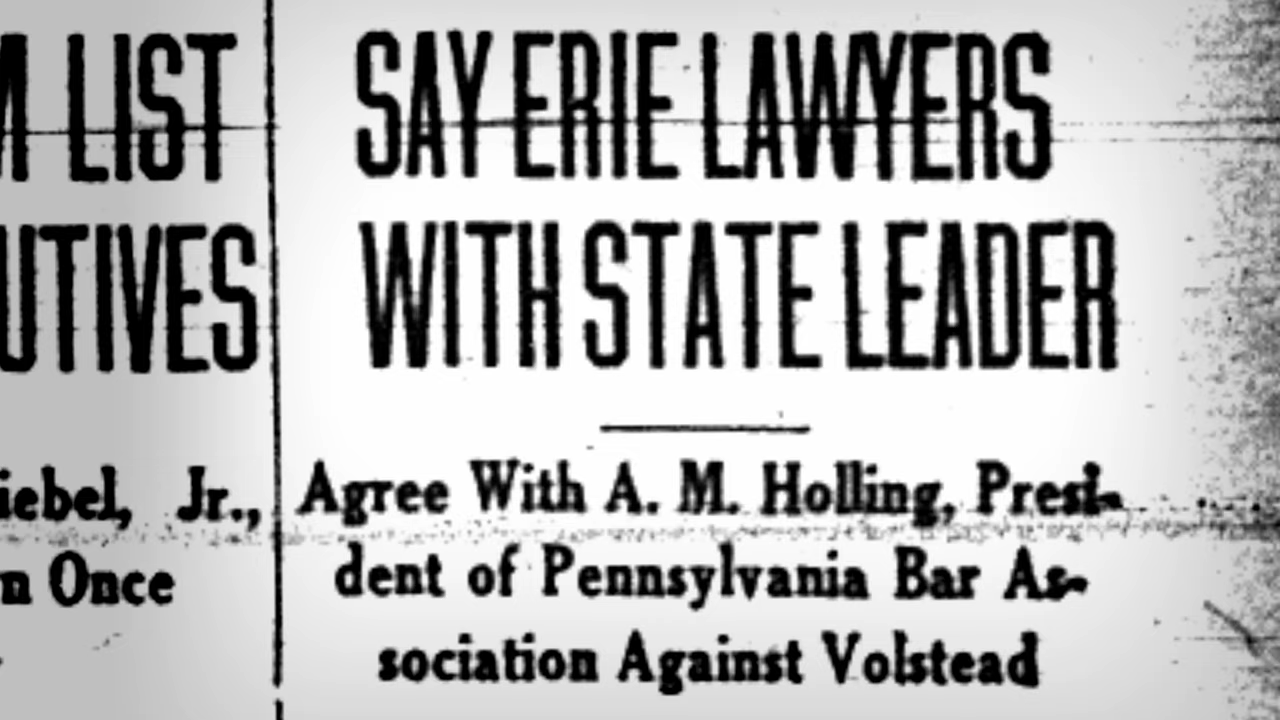 LIST
UTIVES
iebel, Jr.,
n Once
SAY ERIE LAWYERS
WITH STATE LEADER
Agree With A. M. Holling, Presi-
dent of Pennsylvania Bar As-
sociation Against Volstead